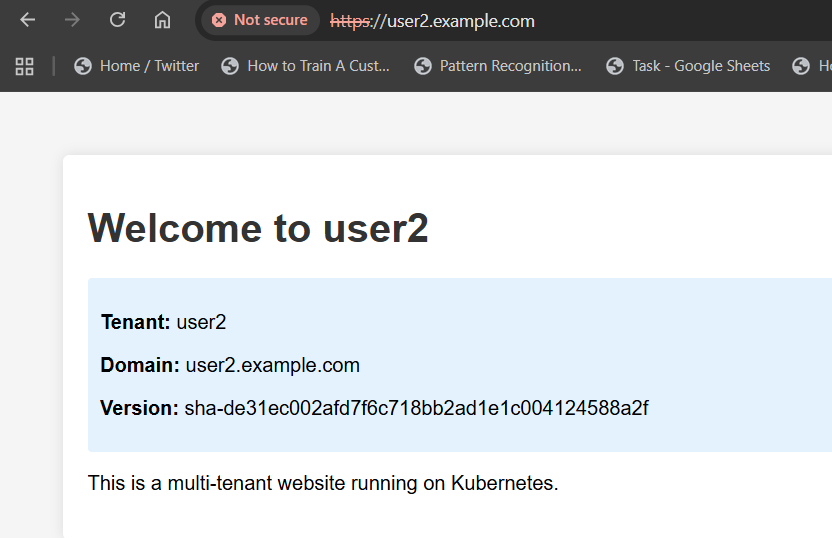 Not secure https://user2.example.com
Home / Twitter How to Train A Cust... Pattern Recognition... Task - Google Sheets
Welcome to user2
Tenant: user2
Domain: user2.example.com
Version: sha-de31ec002afd7f6c718bb2ad1e1c004124588a2f
This is a multi-tenant website running on Kubernetes.